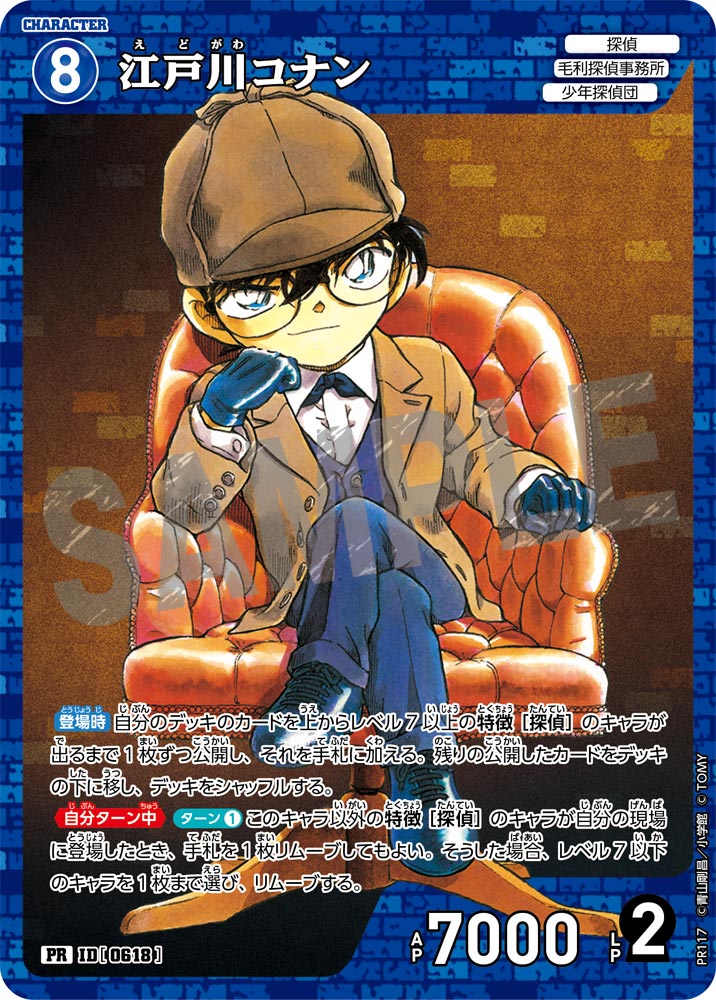 CHARACTER
8
えどがわ
江戸川コナン
探偵
毛利探偵事務所
少年探偵団
SAMPLE
登場時 自分のデッキのカードを上からレベル7以上の特徴［探偵］のキャラが
出るまで1枚ずつ公開し、それを手札に加える。残りの公開したカードをデッキ
の下に移し、デッキをシャッフルする。
自分ターン中 ターン1 このキャラ以外の特徴［探偵］のキャラが自分の現場
に登場したとき、手札を1枚リムーブしてもよい。そうした場合、レベル7以下
のキャラを1枚まで選び、リムーブする。
PR ID[0618]
AP 7000 LP 2
PR117 ©青山剛昌／小学館 © TOMY